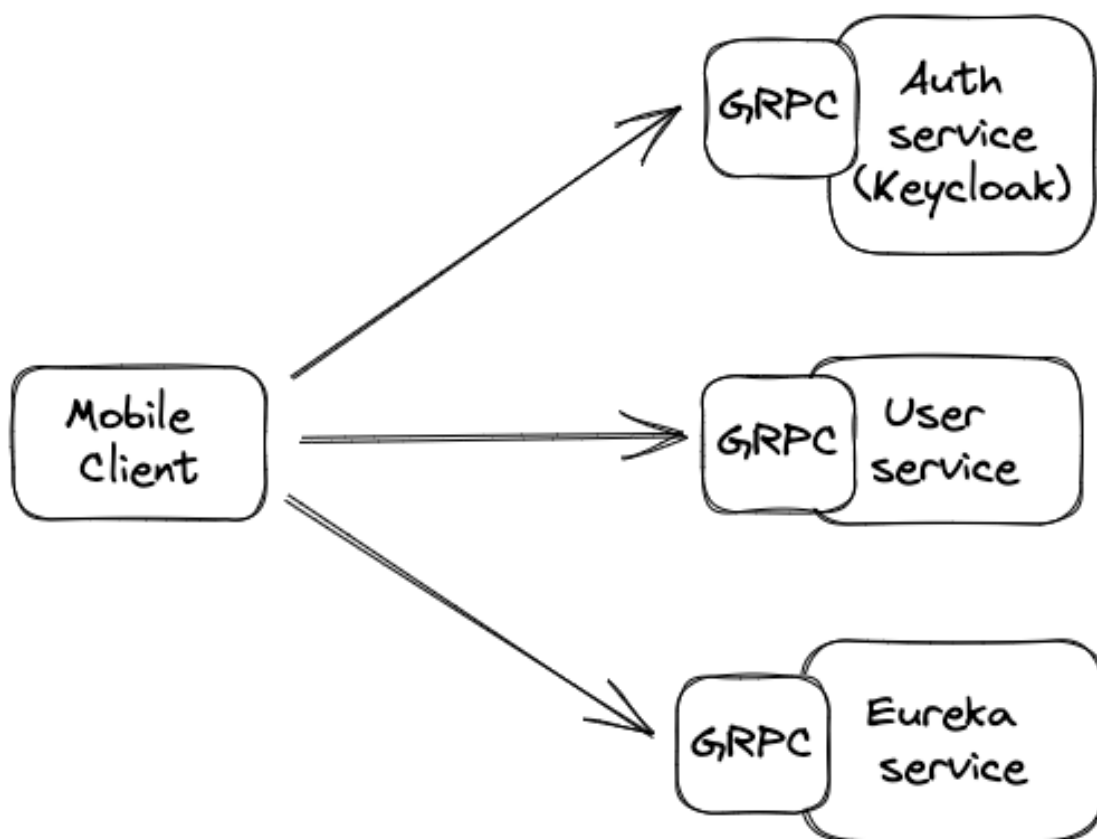 GRPC
Auth
service
(Keycloak)
Mobile
Client
GRPC
User
service
GRPC
Eureka
service